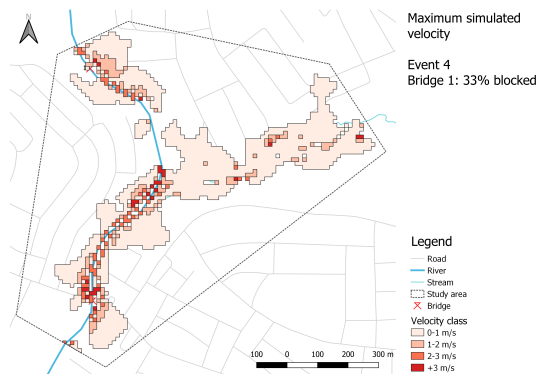 N
Maximum simulated
velocity
Event 4
Bridge 1: 33% blocked
Legend
Road
River
Stream
Study area
Bridge
Velocity class
0-1 m/s
1-2 m/s
2-3 m/s
+3 m/s
100 0 100 200 300 m